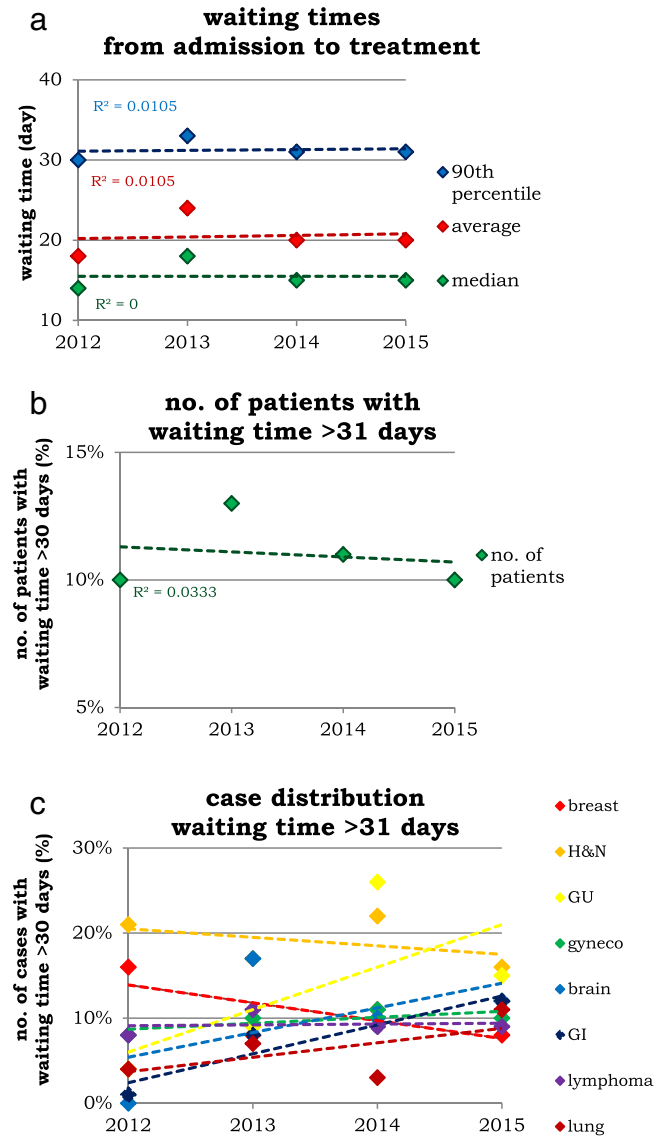 a
waiting times
from admission to treatment
waiting time (day)
40
30
20
10
R² = 0.0105
R² = 0.0105
R² = 0
2012 2013 2014 2015
90th
percentile
average
median
b
no. of patients with
waiting time >31 days
no. of patients with
waiting time >30 days (%)
15%
10%
5%
R² = 0.0333
2012 2013 2014 2015
no. of
patients
c
case distribution
waiting time >31 days
no. of cases with
waiting time >30 days (%)
30%
20%
10%
0%
2012 2013 2014 2015
breast
H&N
GU
gyneco
brain
GI
lymphoma
lung